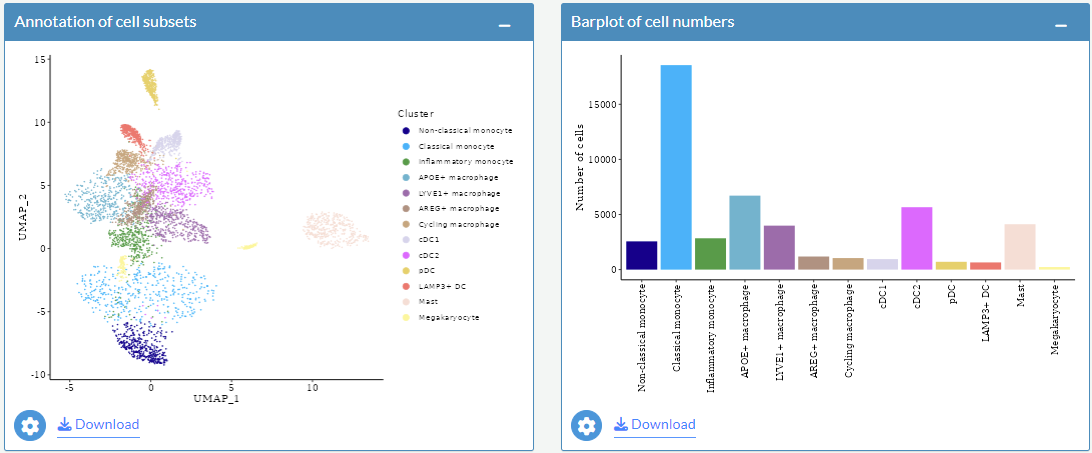 Annotation of cell subsets
15
10
5
0
-5
-10
UMAP_2
-5
0
5
10
UMAP_1
Cluster
Non-classical monocyte
Classical monocyte
Inflammatory monocyte
APOE+ macrophage
LYVE1+ macrophage
AREG+ macrophage
Cycling macrophage
cDC1
cDC2
pDC
LAMP3+ DC
Mast
Megakaryocyte
Download
Barplot of cell numbers
Number of cells
15000
10000
5000
0
Non-classical monocyte
Classical monocyte
Inflammatory monocyte
APOE+ macrophage
LYVE1+ macrophage
AREG+ macrophage
Cycling macrophage
cDC1
cDC2
pDC
LAMP3+ DC
Mast
Megakaryocyte
Download